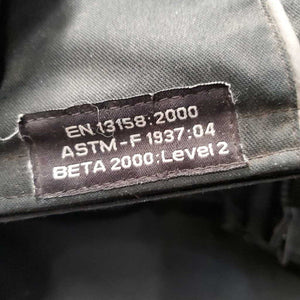 EN 13158:2000
ASTM-F 1937:04
BETA 2000:Level 2